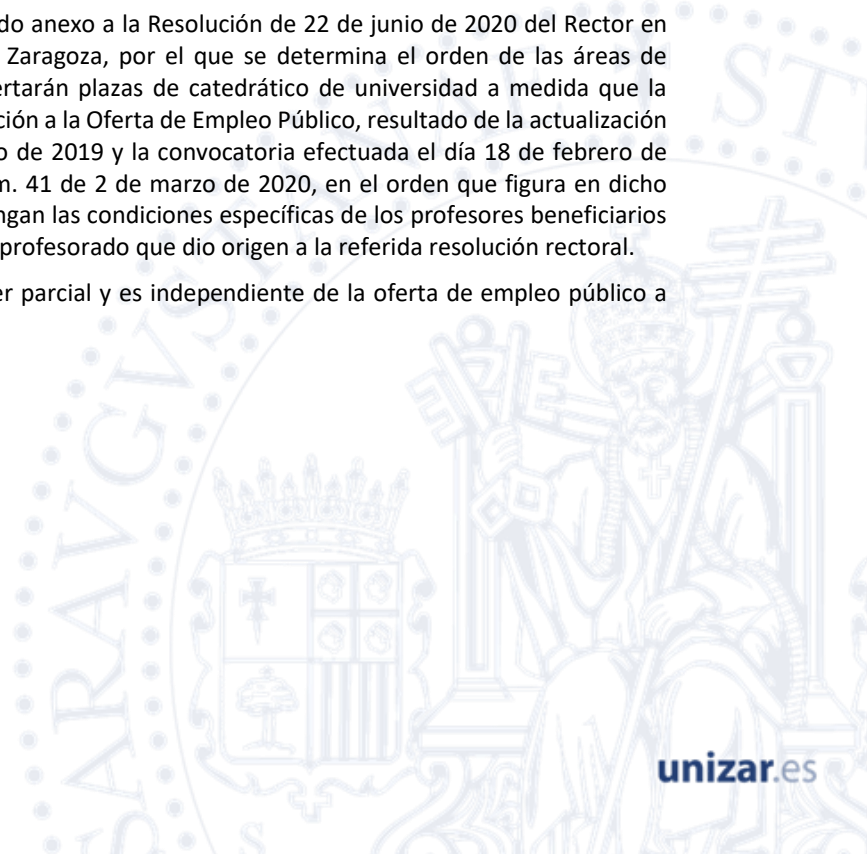 do anexo a la Resolución de 22 de junio de 2020 del Rector en
Zaragoza, por el que se determina el orden de las áreas de
ertarán plazas de catedrático de universidad a medida que la
ción a la Oferta de Empleo Público, resultado de la actualización
o de 2019 y la convocatoria efectuada el día 18 de febrero de
m. 41 de 2 de marzo de 2020, en el orden que figura en dicho
ngan las condiciones específicas de los profesores beneficiarios
profesorado que dio origen a la referida resolución rectoral.
er parcial y es independiente de la oferta de empleo público a
SARAVGVSTANAE
ST
S
unizar.es